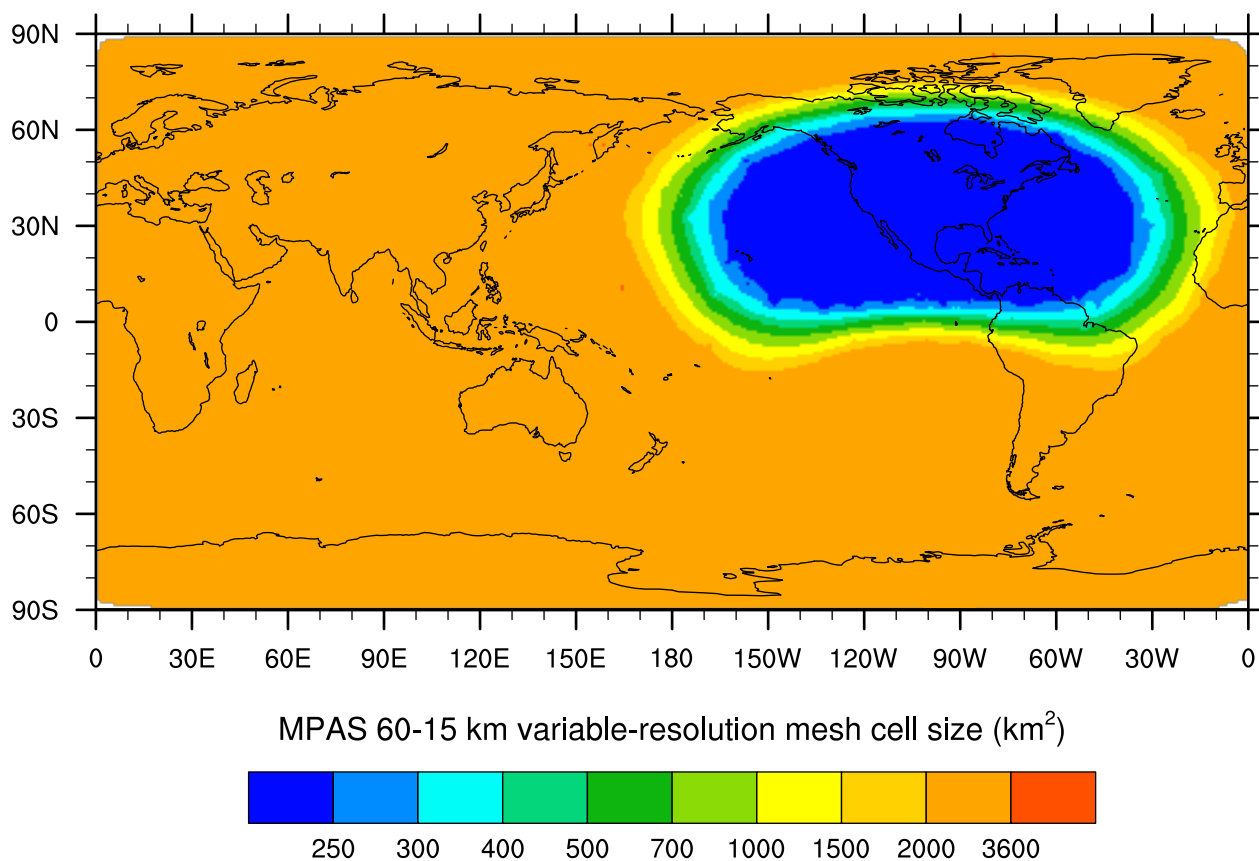 90N
60N
30N
0
30S
60S
90S
0 30E 60E 90E 120E 150E 180 150W 120W 90W 60W 30W 0
MPAS 60-15 km variable-resolution mesh cell size (km²)
250 300 400 500 700 1000 1500 2000 3600